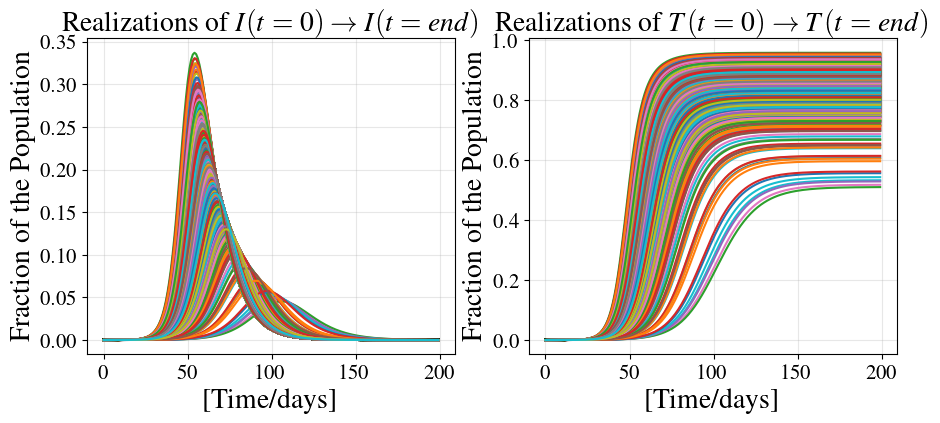 Realizations of I(t = 0) → I(t = end)
Fraction of the Population
0.35
0.30
0.25
0.20
0.15
0.10
0.05
0.00
0 50 100 150 200
[Time/days]
Realizations of T(t = 0) → T(t = end)
Fraction of the Population
1.0
0.8
0.6
0.4
0.2
0.0
0 50 100 150 200
[Time/days]